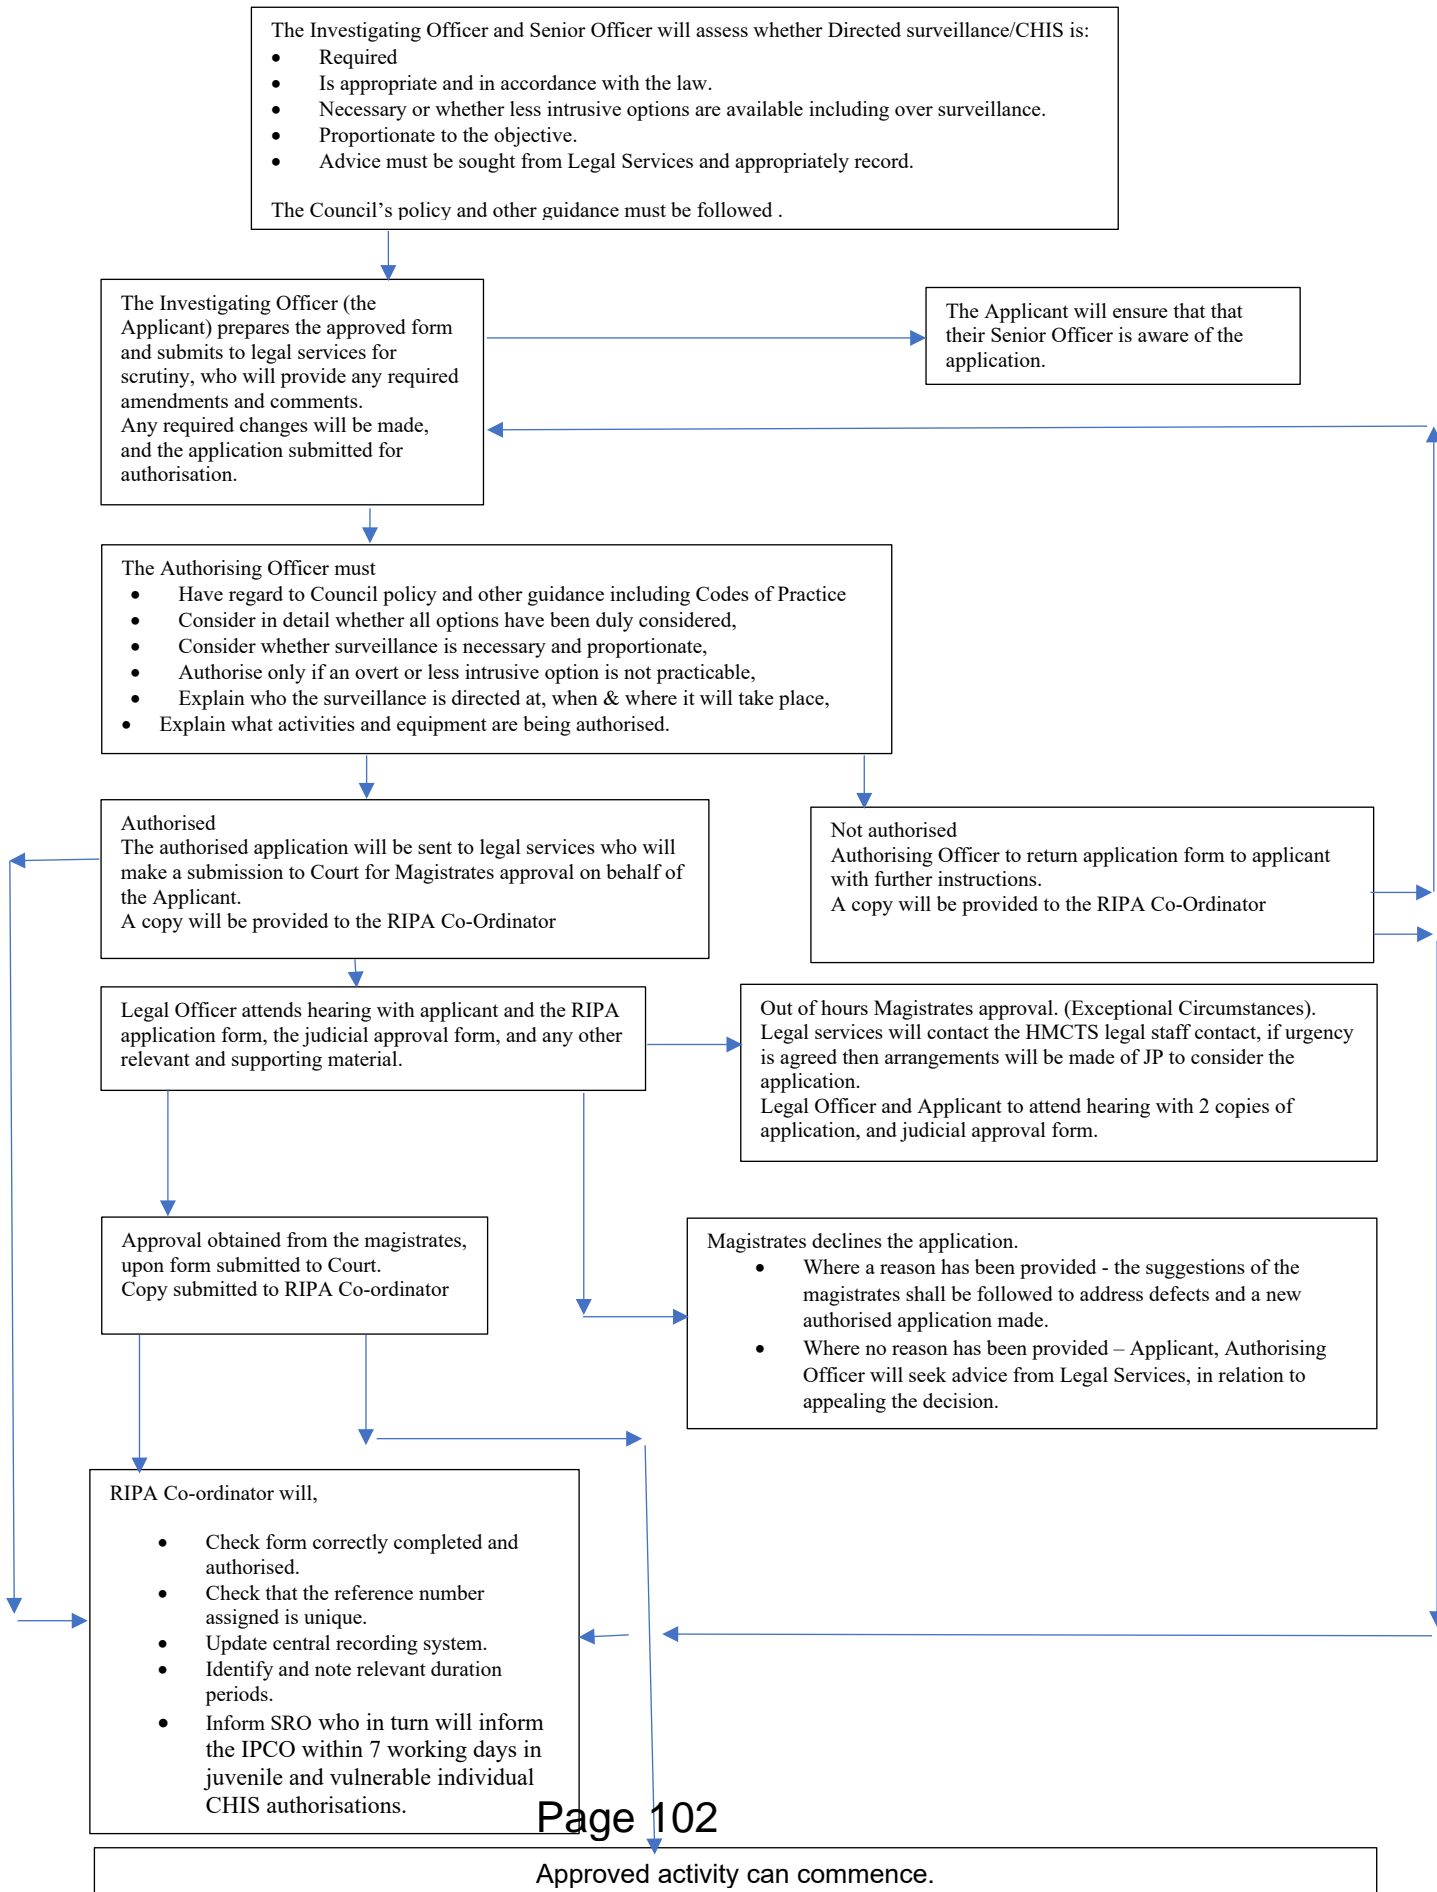 The Investigating Officer and Senior Officer will assess whether Directed surveillance/CHIS is:
• Required
• Is appropriate and in accordance with the law.
• Necessary or whether less intrusive options are available including over surveillance.
• Proportionate to the objective.
• Advice must be sought from Legal Services and appropriately record.
The Council's policy and other guidance must be followed .
The Investigating Officer (the
Applicant) prepares the approved form
and submits to legal services for
scrutiny, who will provide any required
amendments and comments.
Any required changes will be made,
and the application submitted for
authorisation.
The Applicant will ensure that that
their Senior Officer is aware of the
application.
The Authorising Officer must
• Have regard to Council policy and other guidance including Codes of Practice
• Consider in detail whether all options have been duly considered,
• Consider whether surveillance is necessary and proportionate,
• Authorise only if an overt or less intrusive option is not practicable,
• Explain who the surveillance is directed at, when & where it will take place,
• Explain what activities and equipment are being authorised.
Authorised
The authorised application will be sent to legal services who will
make a submission to Court for Magistrates approval on behalf of
the Applicant.
A copy will be provided to the RIPA Co-Ordinator
Not authorised
Authorising Officer to return application form to applicant
with further instructions.
A copy will be provided to the RIPA Co-Ordinator
Legal Officer attends hearing with applicant and the RIPA
application form, the judicial approval form, and any other
relevant and supporting material.
Out of hours Magistrates approval. (Exceptional Circumstances).
Legal services will contact the HMCTS legal staff contact, if urgency
is agreed then arrangements will be made of JP to consider the
application.
Legal Officer and Applicant to attend hearing with 2 copies of
application, and judicial approval form.
Approval obtained from the magistrates,
upon form submitted to Court.
Copy submitted to RIPA Co-ordinator
Magistrates declines the application.
• Where a reason has been provided - the suggestions of the
magistrates shall be followed to address defects and a new
authorised application made.
• Where no reason has been provided – Applicant, Authorising
Officer will seek advice from Legal Services, in relation to
appealing the decision.
RIPA Co-ordinator will,
• Check form correctly completed and
authorised.
• Check that the reference number
assigned is unique.
• Update central recording system.
• Identify and note relevant duration
periods.
• Inform SRO who in turn will inform
the IPCO within 7 working days in
juvenile and vulnerable individual
CHIS authorisations.
Page 102
Approved activity can commence.